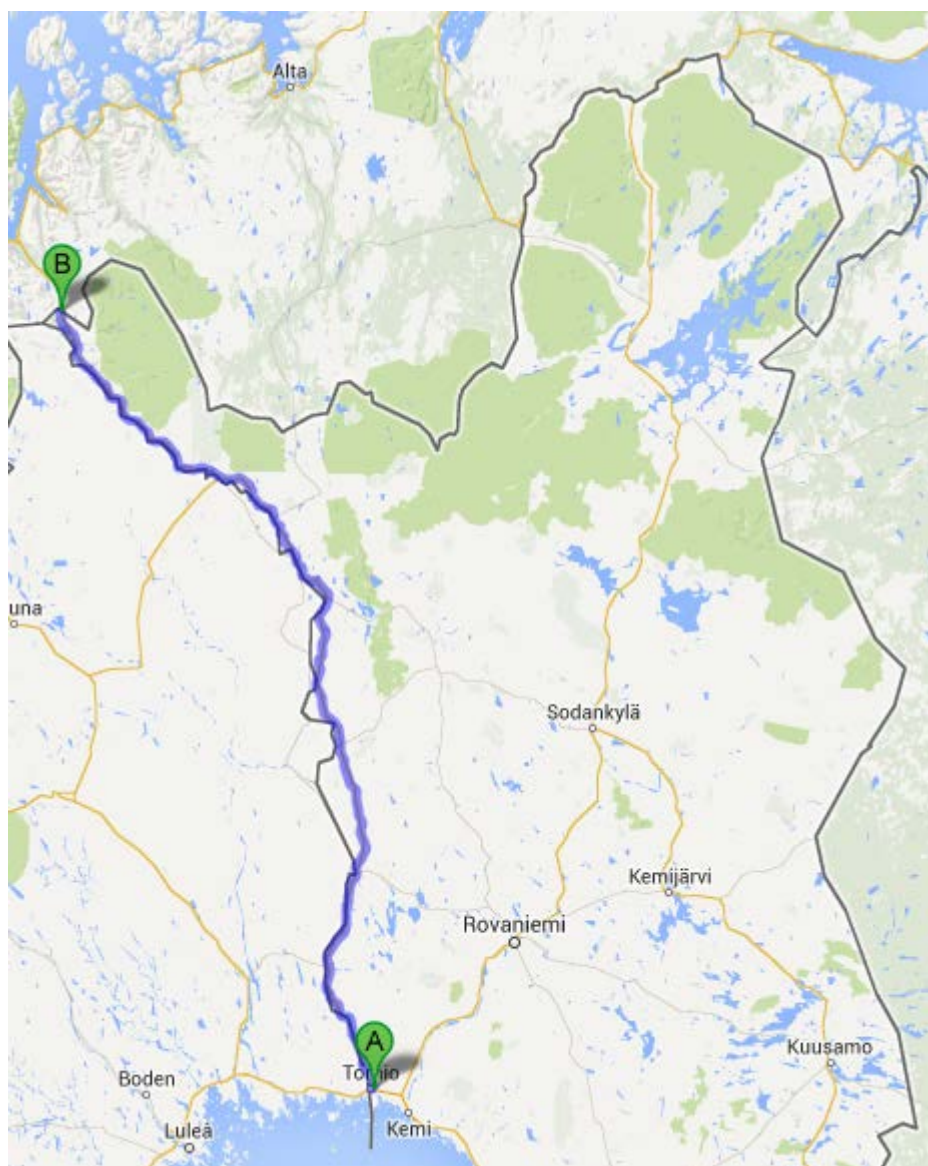 Alta
B
una
Sodankylä
Kemijärvi
Rovaniemi
A
Tornio
Kuusamo
Boden
Kemi
Luleå